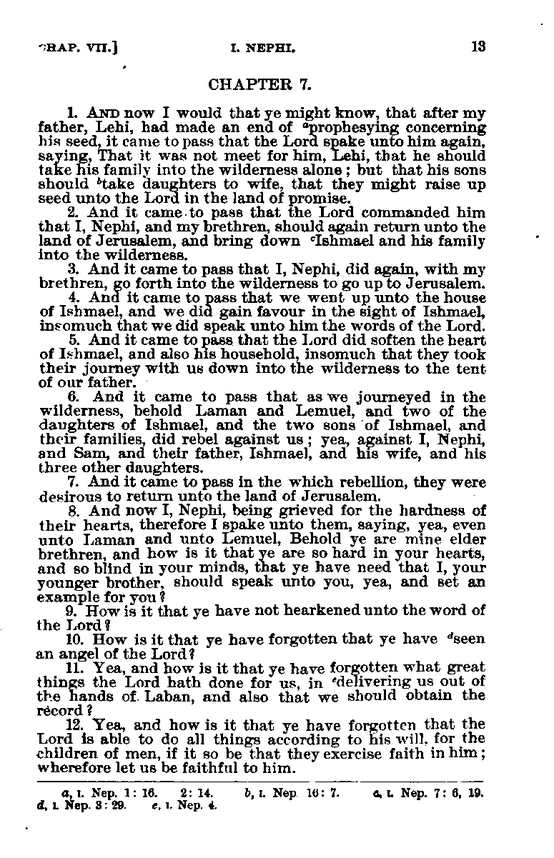 CHAP. VII.] I. NEPHI. 13
CHAPTER 7.
1. AND now I would that ye might know, that after my
father, Lehi, had made an end of ᵃprophesying concerning
his seed, it came to pass that the Lord spake unto him again,
saying, That it was not meet for him, Lehi, that he should
take his family into the wilderness alone; but that his sons
should ᵇtake daughters to wife, that they might raise up
seed unto the Lord in the land of promise.
2. And it came to pass that the Lord commanded him
that I, Nephi, and my brethren, should again return unto the
land of Jerusalem, and bring down ᶜIshmael and his family
into the wilderness.
3. And it came to pass that I, Nephi, did again, with my
brethren, go forth into the wilderness to go up to Jerusalem.
4. And it came to pass that we went up unto the house
of Ishmael, and we did gain favour in the sight of Ishmael,
insomuch that we did speak unto him the words of the Lord.
5. And it came to pass that the Lord did soften the heart
of Ishmael, and also his household, insomuch that they took
their journey with us down into the wilderness to the tent
of our father.
6. And it came to pass that as we journeyed in the
wilderness, behold Laman and Lemuel, and two of the
daughters of Ishmael, and the two sons of Ishmael, and
their families, did rebel against us; yea, against I, Nephi,
and Sam, and their father, Ishmael, and his wife, and his
three other daughters.
7. And it came to pass in the which rebellion, they were
desirous to return unto the land of Jerusalem.
8. And now I, Nephi, being grieved for the hardness of
their hearts, therefore I spake unto them, saying, yea, even
unto Laman and unto Lemuel, Behold ye are mine elder
brethren, and how is it that ye are so hard in your hearts,
and so blind in your minds, that ye have need that I, your
younger brother, should speak unto you, yea, and set an
example for you?
9. How is it that ye have not hearkened unto the word of
the Lord?
10. How is it that ye have forgotten that ye have ᵈseen
an angel of the Lord?
11. Yea, and how is it that ye have forgotten what great
things the Lord hath done for us, in ᵉdelivering us out of
the hands of Laban, and also that we should obtain the
record?
12. Yea, and how is it that ye have forgotten that the
Lord is able to do all things according to his will, for the
children of men, if it so be that they exercise faith in him;
wherefore let us be faithful to him.
a, I. Nep. 1: 16. 2: 14. b, I. Nep. 16: 7. c, I. Nep. 7: 6, 19.
d, I. Nep. 3: 29. e, I. Nep. 4.